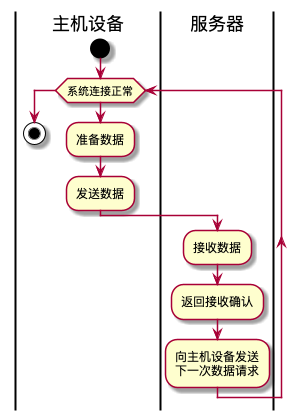 主机设备
服务器
系统连接正常
准备数据
发送数据
接收数据
返回接收确认
向主机设备发送
下一次数据请求